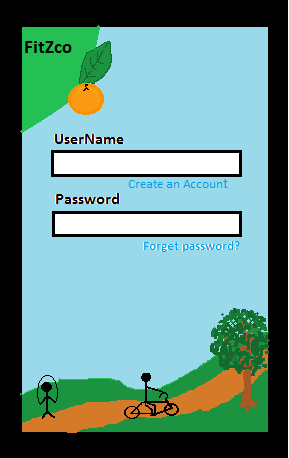 FitZco
UserName
Create an Account
Password
Forget password?